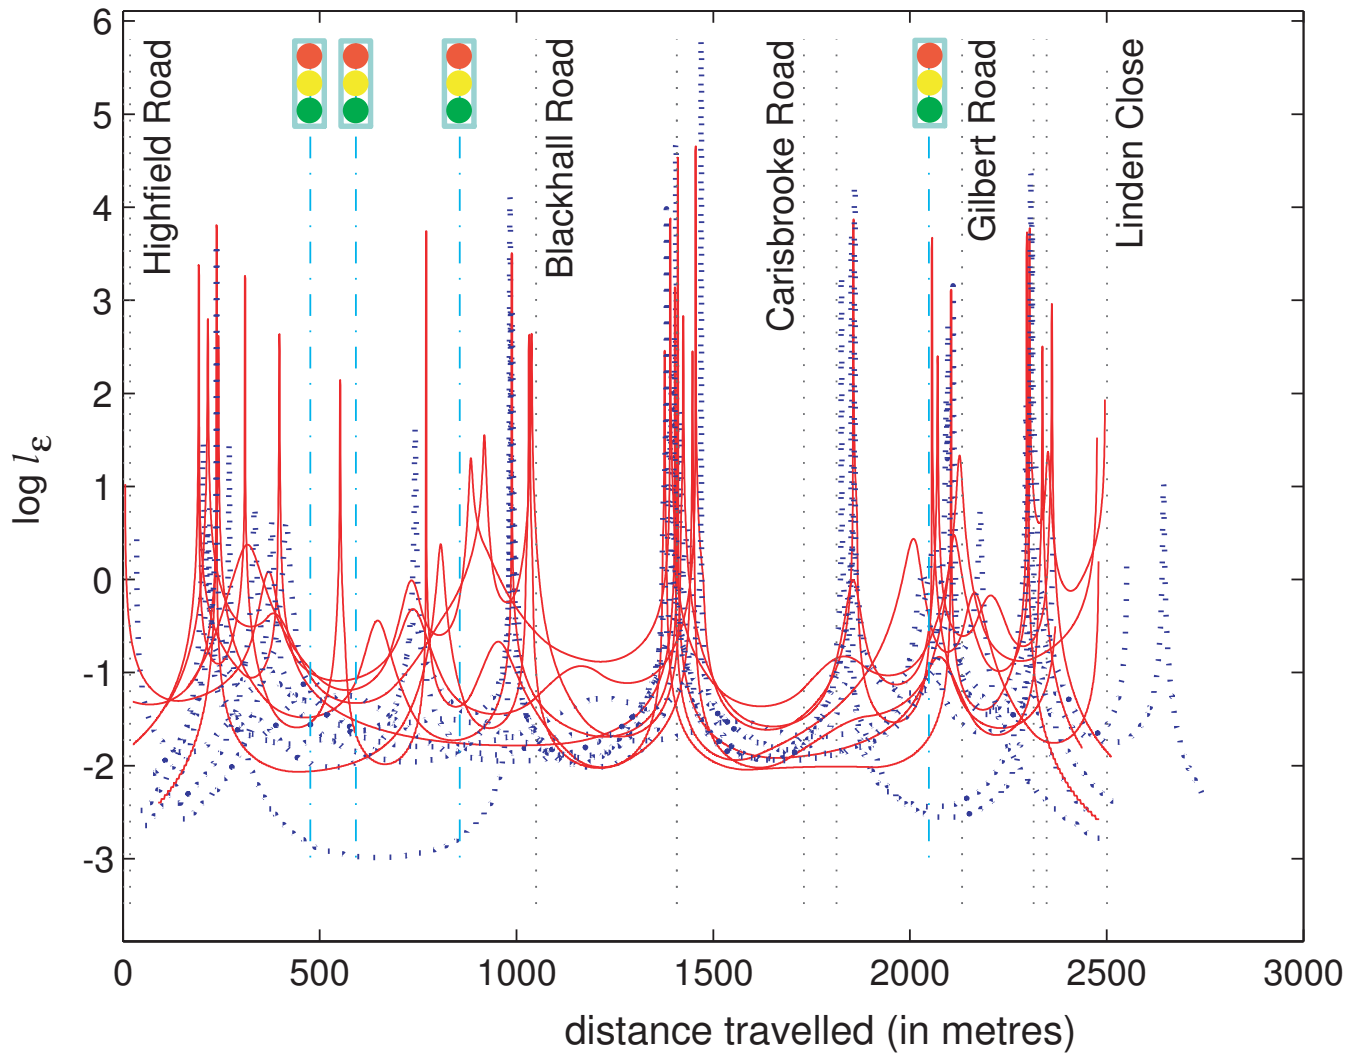 6
5
4
3
2
1
0
-1
-2
-3
log lε
Highfield Road
Blackhall Road
Carisbrooke Road
Gilbert Road
Linden Close
0 500 1000 1500 2000 2500 3000
distance travelled (in metres)